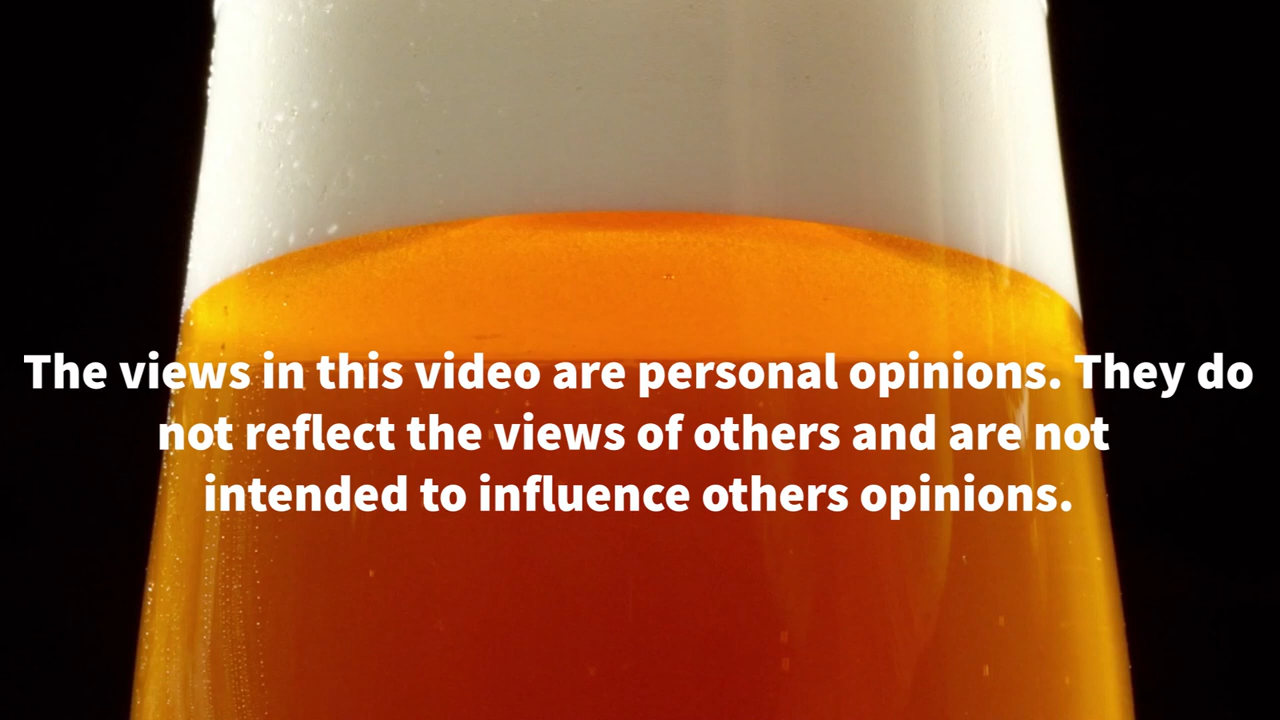 The views in this video are personal opinions. They do
not reflect the views of others and are not
intended to influence others opinions.